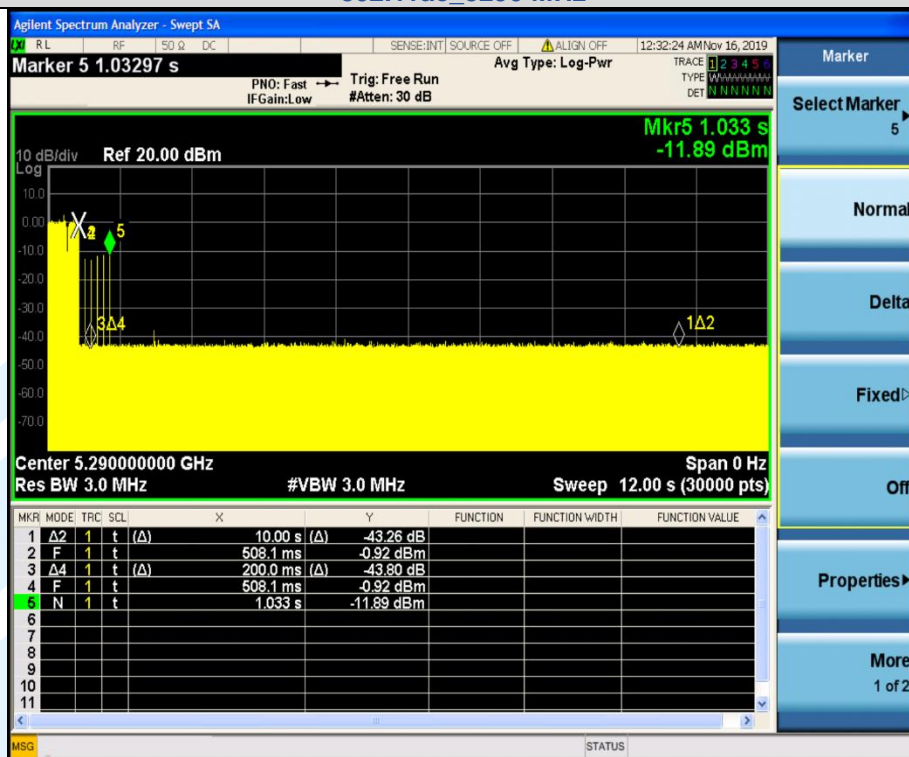 Agilent Spectrum Analyzer - Swept SA
LXI RL RF 50 Ω DC SENSE:INT SOURCE OFF ALIGN OFF 12:32:24 AM Nov 16, 2019
Marker 5 1.03297 s
PNO: Fast Trig: Free Run Avg Type: Log-Pwr TRACE 1 2 3 4 5 6
IFGain:Low #Atten: 30 dB TYPE WWWWWW
DET N N N N N N
Mkr5 1.033 s
-11.89 dBm
10 dB/div Ref 20.00 dBm
Log
10.0
0.00
-10.0
-20.0
-30.0
-40.0
-50.0
-60.0
-70.0
5
3Δ4
1Δ2
Center 5.290000000 GHz Span 0 Hz
Res BW 3.0 MHz #VBW 3.0 MHz Sweep 12.00 s (30000 pts)
MKR MODE TRC SCL X Y FUNCTION FUNCTION WIDTH FUNCTION VALUE
1 Δ2 1 t (Δ) 10.00 s (Δ) -43.26 dB
2 F 1 t 508.1 ms -0.92 dBm
3 Δ4 1 t (Δ) 200.0 ms (Δ) -43.80 dB
4 F 1 t 508.1 ms -0.92 dBm
5 N 1 t 1.033 s -11.89 dBm
6
7
8
9
10
11
MSG STATUS
Marker
Select Marker
5
Normal
Delta
Fixed
Off
Properties
More
1 of 2